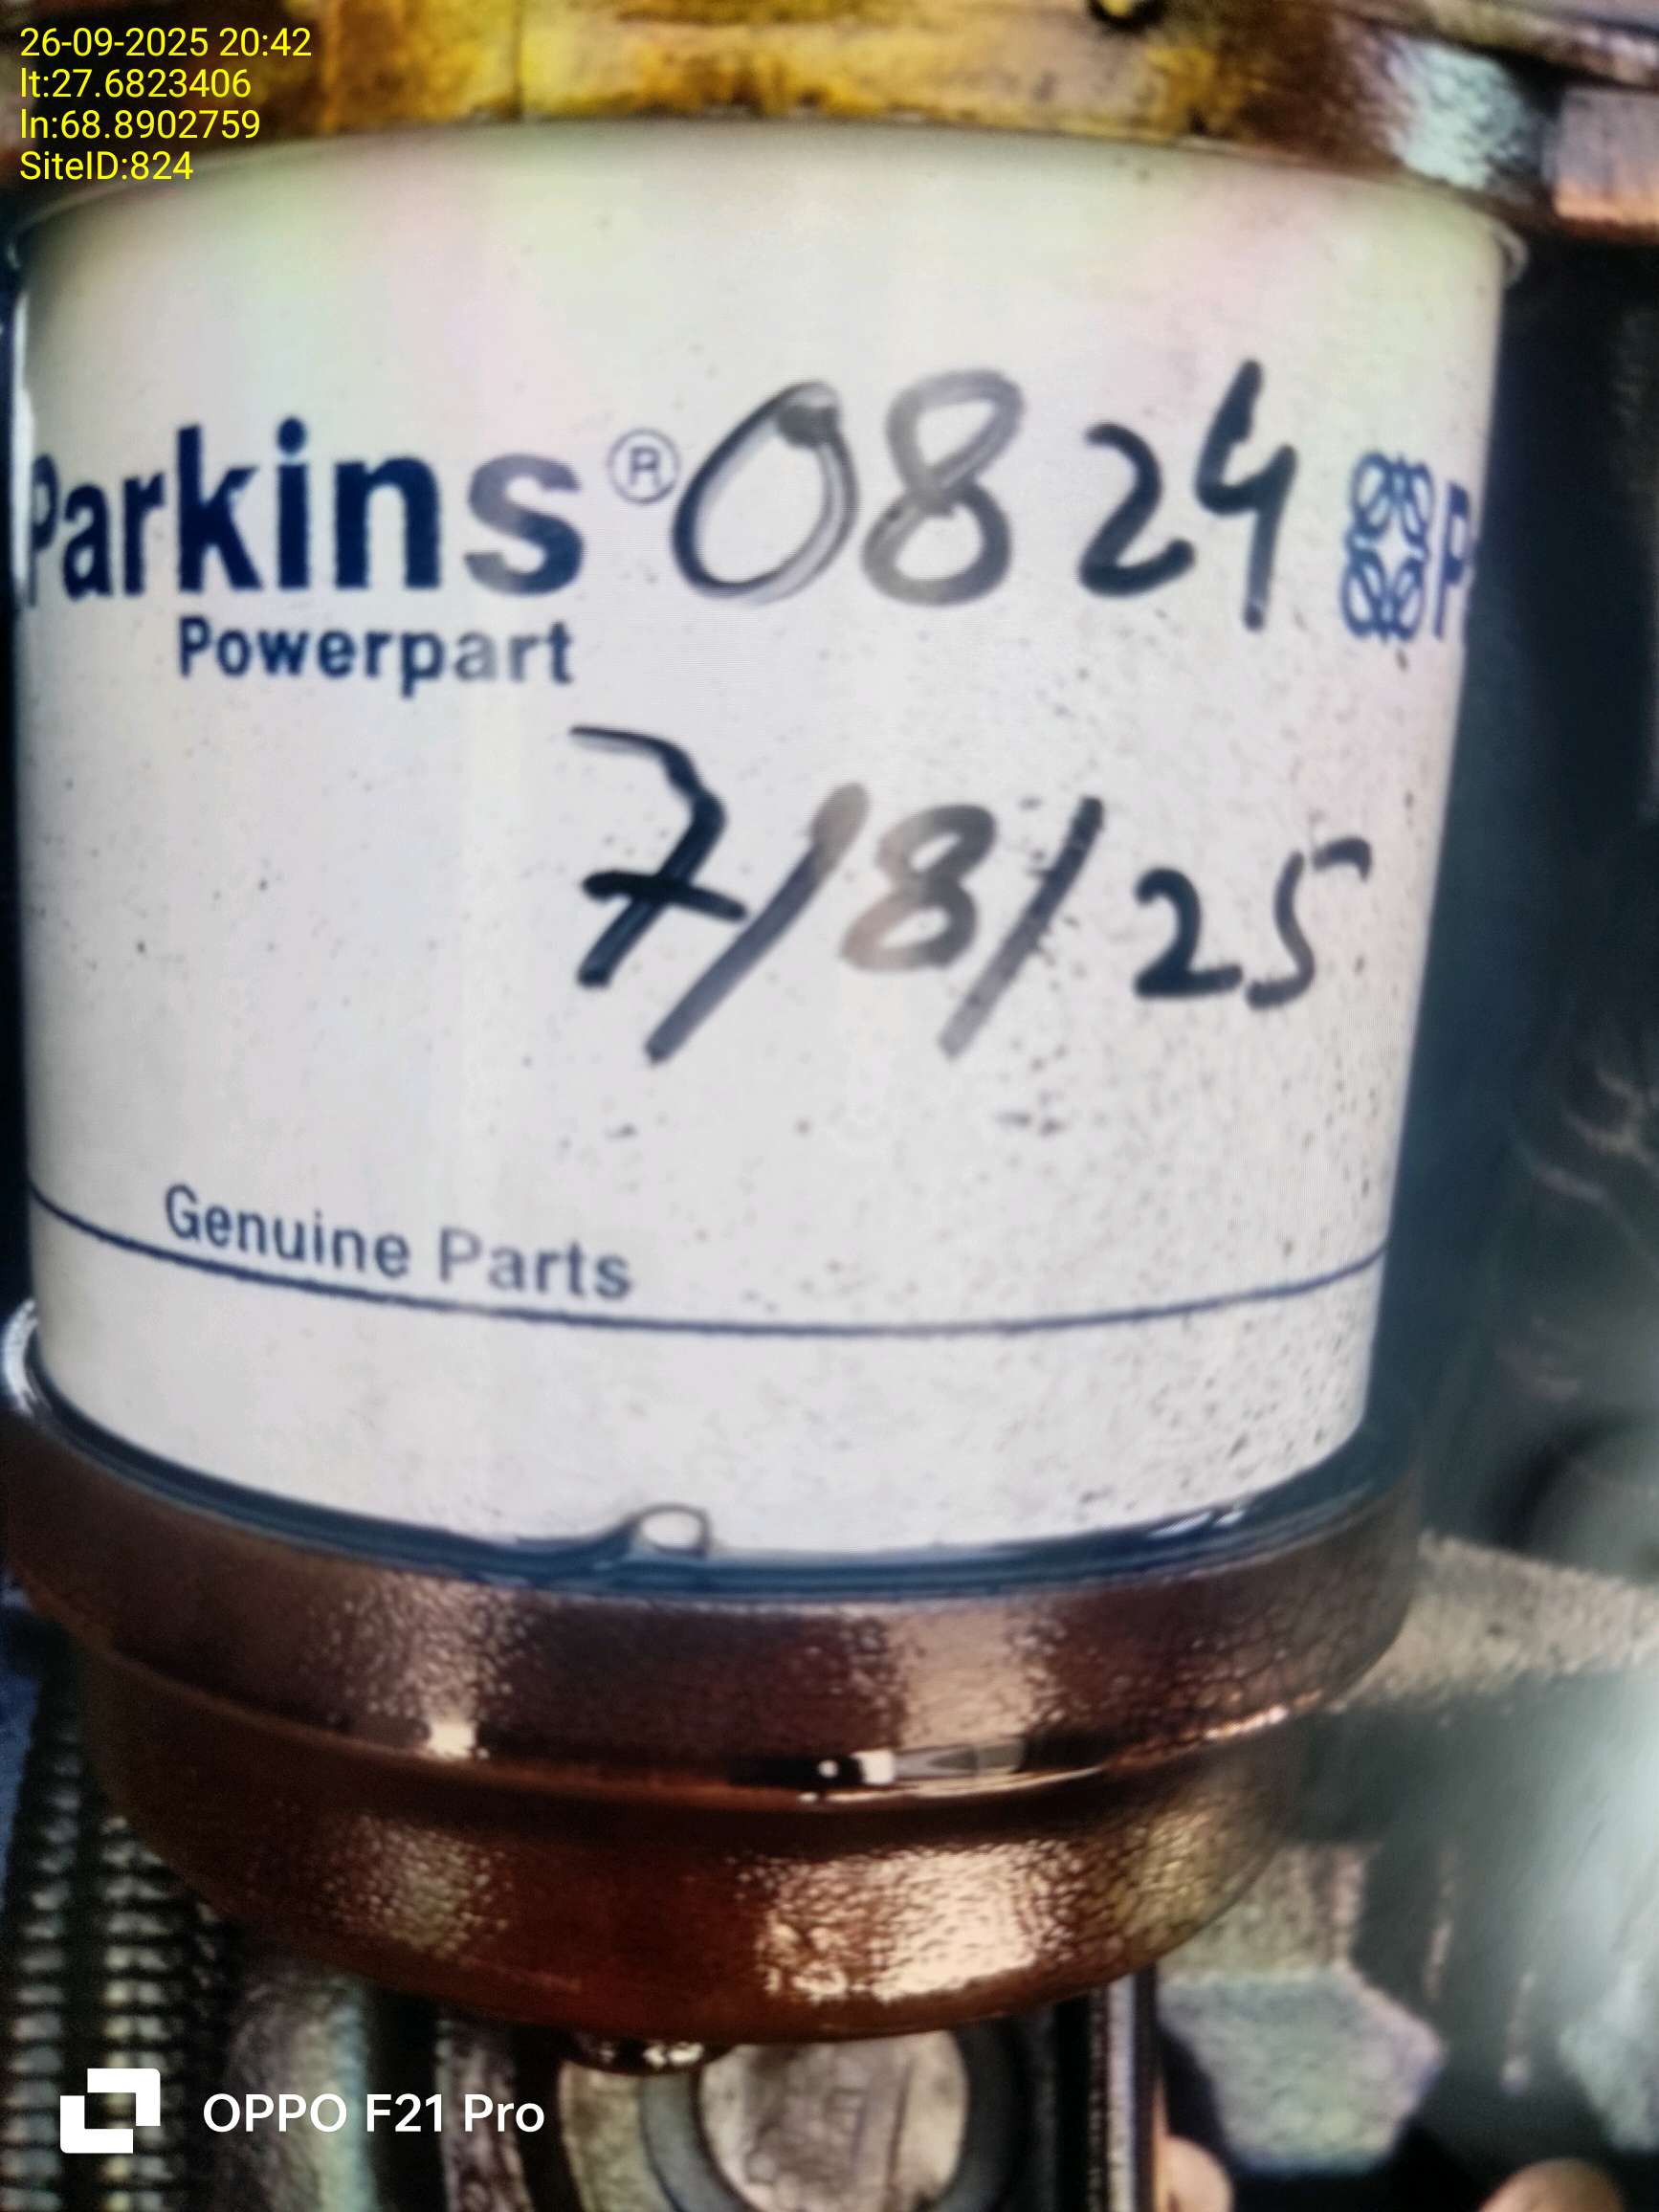 26-09-2025 20:42
lt:27.6823406
ln:68.8902759
SiteID:824
Parkins® 0824
Powerpart
7/8/25
Genuine Parts
OPPO F21 Pro